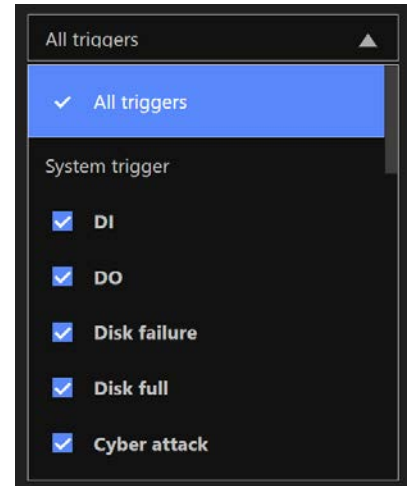 All triggers
All triggers
System trigger
DI
DO
Disk failure
Disk full
Cyber attack